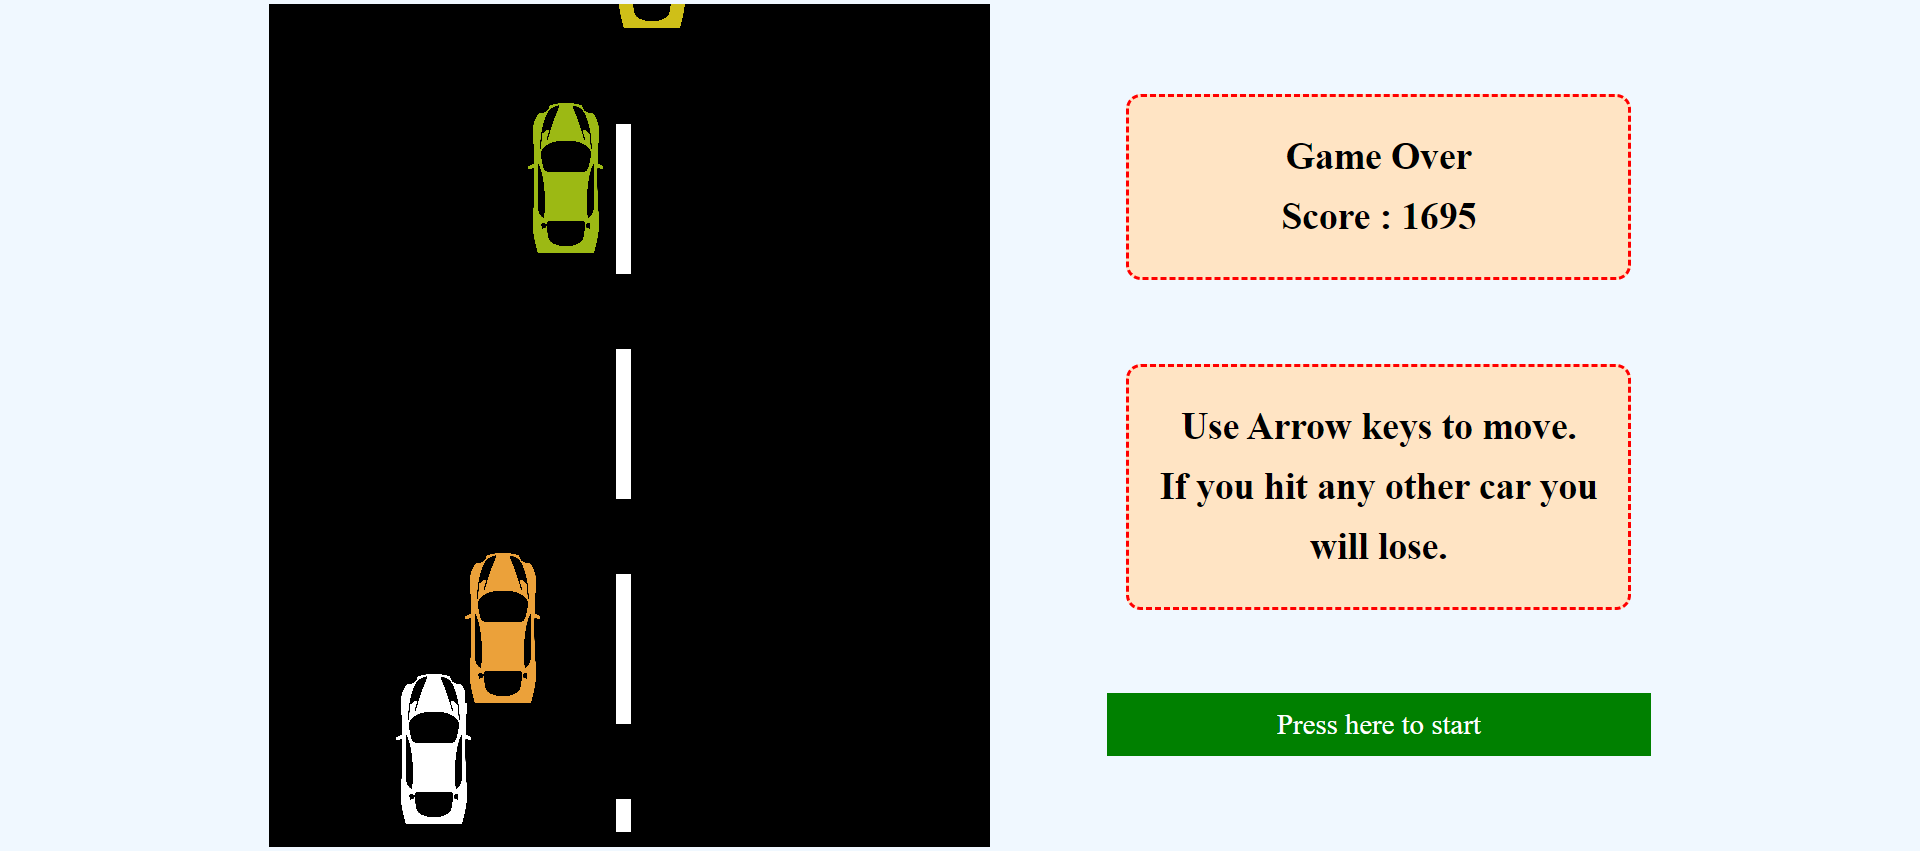 Game Over
Score : 1695
Use Arrow keys to move.
If you hit any other car you
will lose.
Press here to start